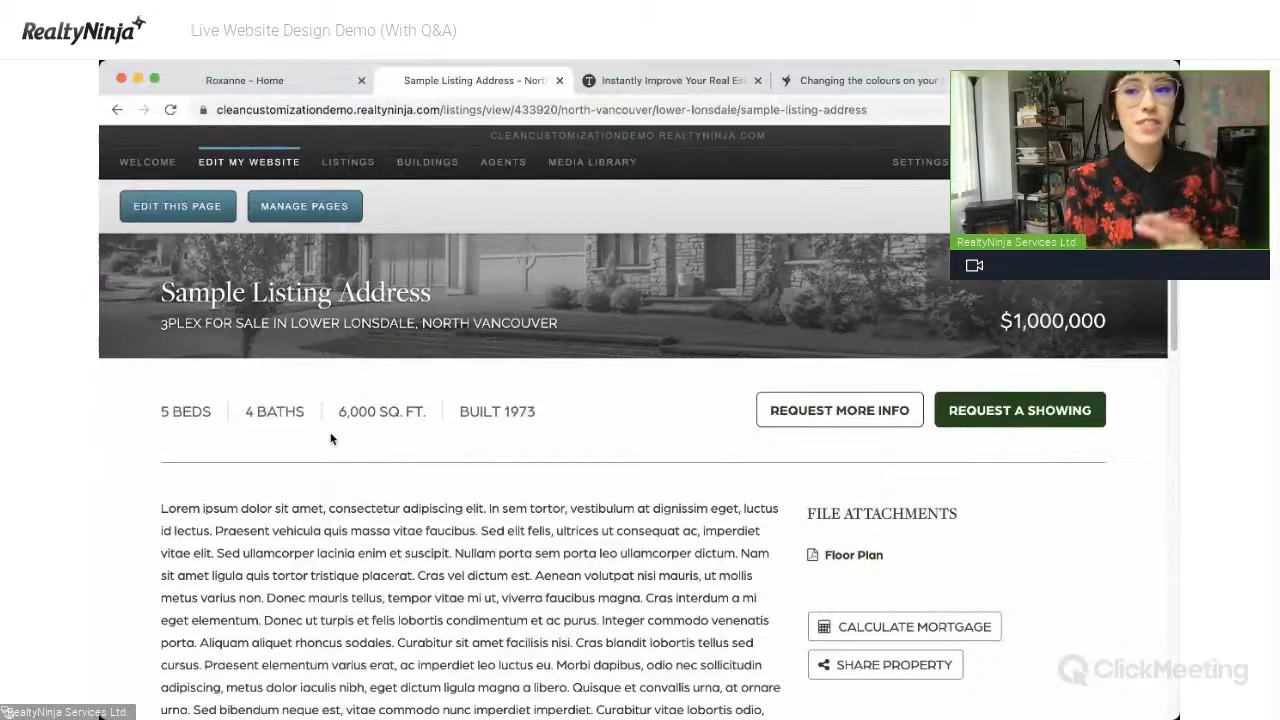 RealtyNinja
Live Website Design Demo (With Q&A)
Roxanne - Home
Sample Listing Address - Nort
Instantly Improve Your Real Es
Changing the colours on your
cleancustomizationdemo.realtyninja.com/listings/view/433920/north-vancouver/lower-lonsdale/sample-listing-address
CLEANCUSTOMIZATIONDEMO.REALTYNINJA.COM
WELCOME
EDIT MY WEBSITE
LISTINGS
BUILDINGS
AGENTS
MEDIA LIBRARY
SETTINGS
EDIT THIS PAGE
MANAGE PAGES
RealtyNinja Services Ltd.
Sample Listing Address
3PLEX FOR SALE IN LOWER LONSDALE, NORTH VANCOUVER
$1,000,000
5 BEDS
4 BATHS
6,000 SQ. FT.
BUILT 1973
REQUEST MORE INFO
REQUEST A SHOWING
Lorem ipsum dolor sit amet, consectetur adipiscing elit. In sem tortor, vestibulum at dignissim eget, luctus
id lectus. Praesent vehicula quis massa vitae faucibus. Sed elit felis, ultrices ut consequat ac, imperdiet
vitae elit. Sed ullamcorper lacinia enim et suscipit. Nullam porta sem porta leo ullamcorper dictum. Nam
sit amet ligula quis tortor tristique placerat. Cras vel dictum est. Aenean volutpat nisi mauris, ut mollis
metus varius non. Donec mauris tellus, tempor vitae mi ut, viverra faucibus magna. Cras interdum a mi
eget elementum. Donec ut turpis et felis lobortis condimentum et ac purus. Integer commodo venenatis
porta. Aliquam aliquet rhoncus sodales. Curabitur sit amet facilisis nisi. Cras blandit lobortis tellus sed
cursus. Praesent elementum varius erat, ac imperdiet leo luctus eu. Morbi dapibus, odio nec sollicitudin
adipiscing, metus dolor iaculis nibh, eget dictum ligula magna a libero. Quisque et convallis urna, at ornare
urna. Sed bibendum neque est, vitae commodo nunc imperdiet imperdiet. Curabitur lobortis odio,
FILE ATTACHMENTS
Floor Plan
CALCULATE MORTGAGE
SHARE PROPERTY
ClickMeeting
RealtyNinja Services Ltd.